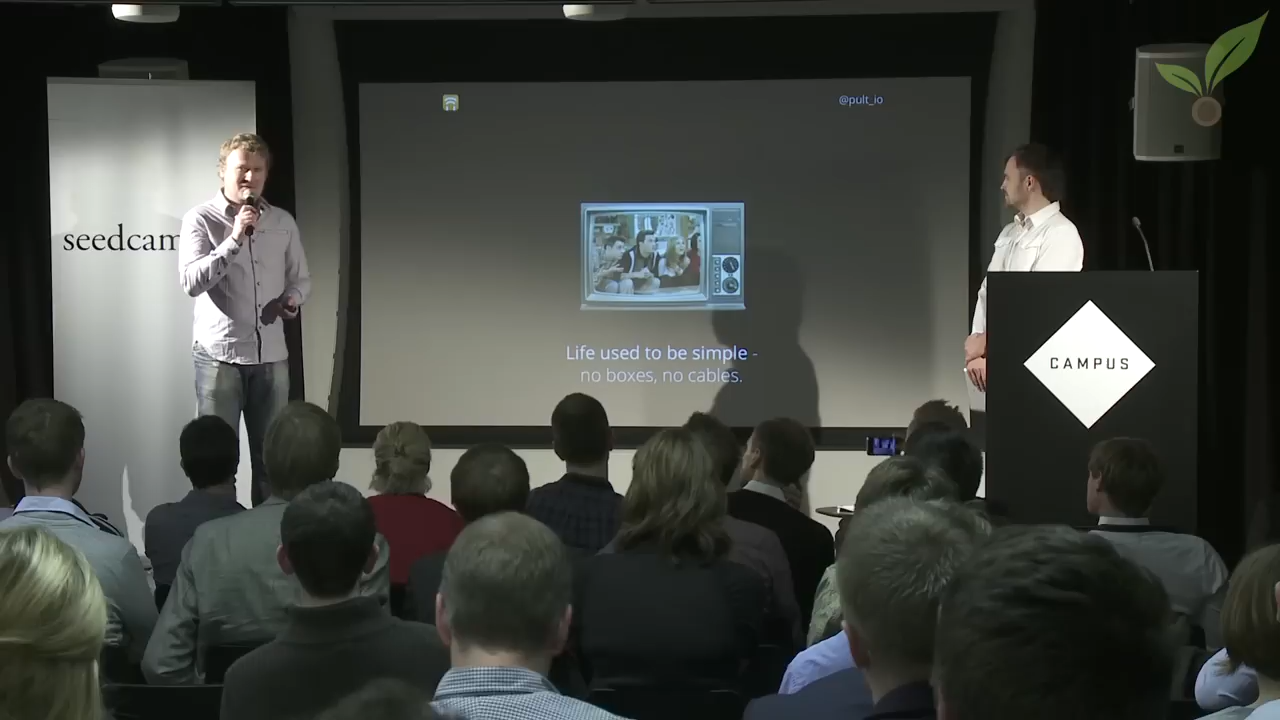 @pult_io
seedcam
Life used to be simple -
no boxes, no cables.
CAMPUS